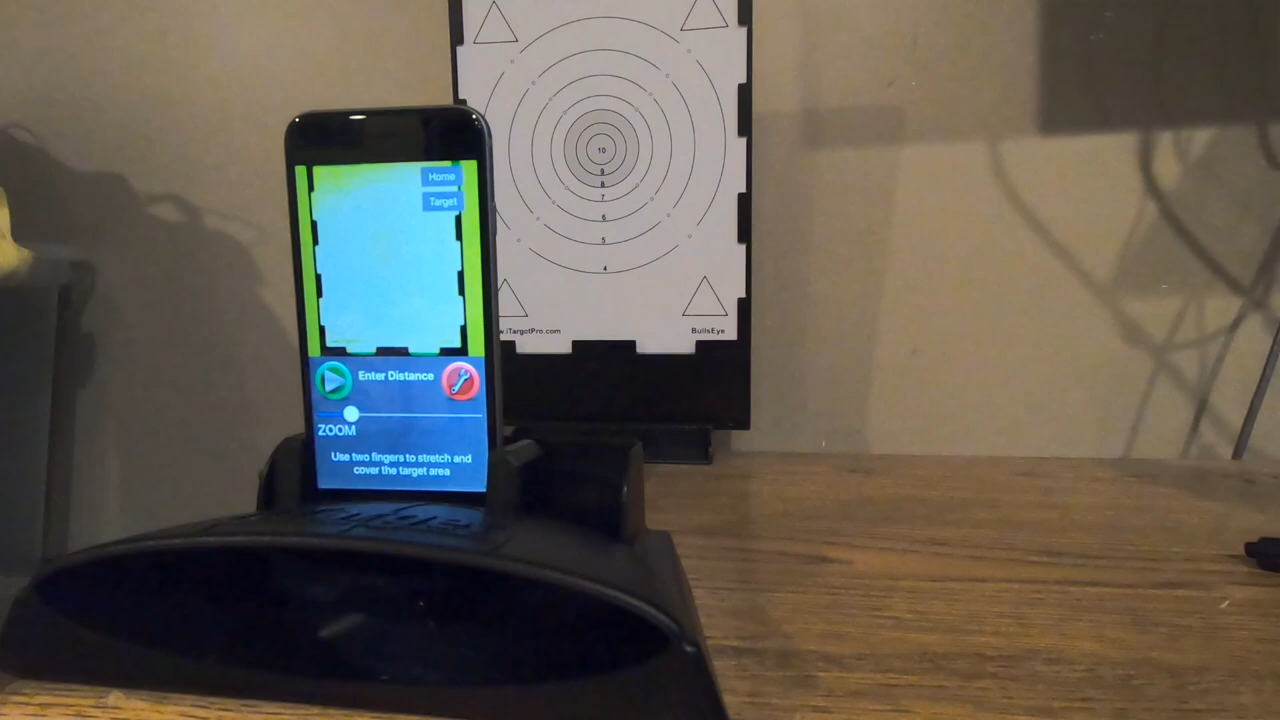 Home
Target
Enter Distance
ZOOM
Use two fingers to stretch and
cover the target area
10
9
8
7
6
5
4
w.iTargetPro.com
BullsEye